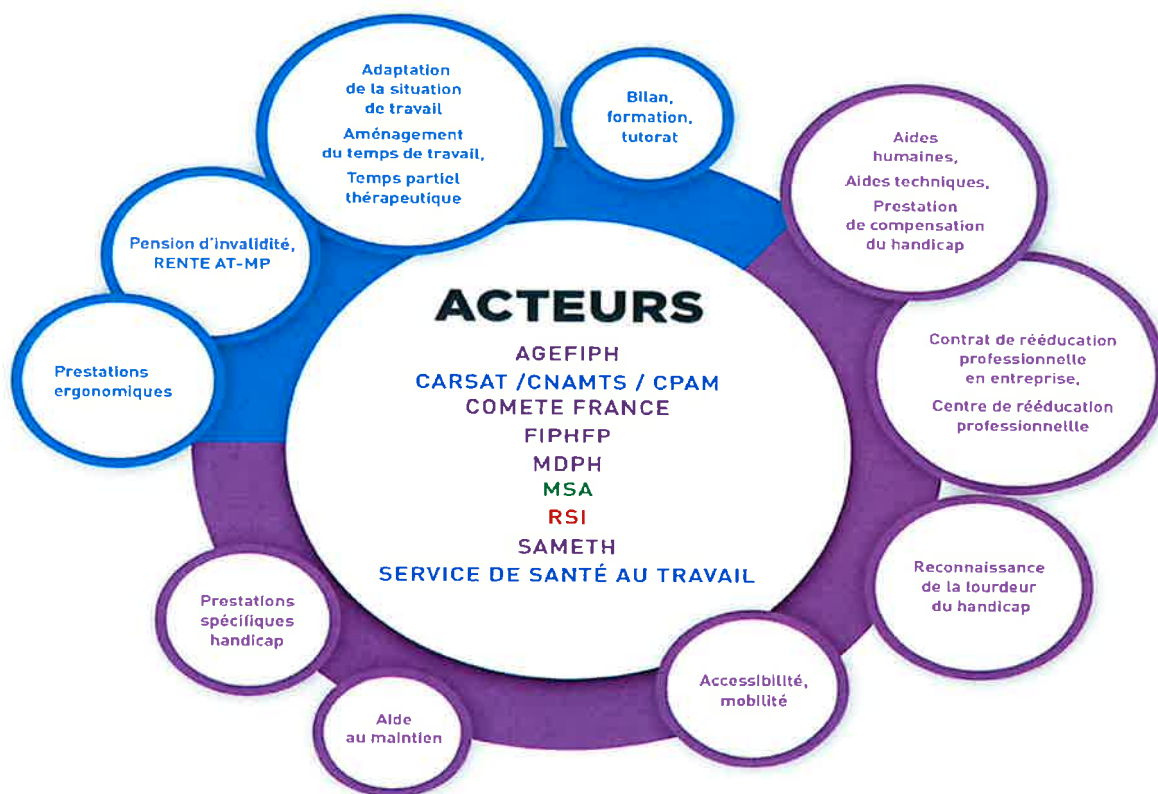 Adaptation
de la situation
de travail
Aménagement
du temps de travail,
Temps partiel
thérapeutique
Bilan,
formation,
tutorat
Aides
humaines,
Aides techniques,
Prestation
de compensation
du handicap
Pension d'invalidité,
RENTE AT-MP
Prestations
ergonomiques
ACTEURS
AGEFIPH
CARSAT /CNAMTS / CPAM
COMETE FRANCE
FIPHFP
MDPH
MSA
RSI
SAMETH
SERVICE DE SANTÉ AU TRAVAIL
Contrat de rééducation
professionnelle
en entreprise,
Centre de rééducation
professionnellle
Reconnaissance
de la lourdeur
du handicap
Prestations
spécifiques
handicap
Accessibilité,
mobilité
Aide
au maintien